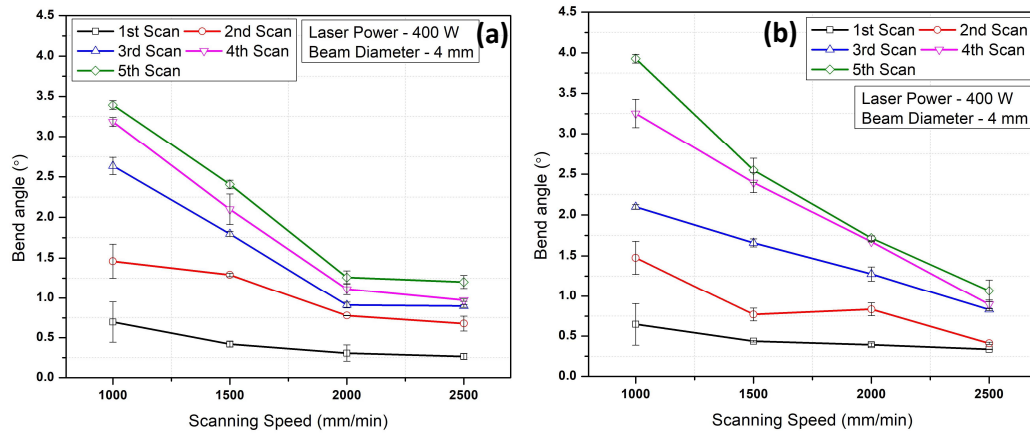 1st Scan 2nd Scan
3rd Scan 4th Scan
5th Scan
Laser Power - 400 W
Beam Diameter - 4 mm
(a)
4.5
4.0
3.5
3.0
2.5
2.0
1.5
1.0
0.5
0.0
Bend angle (°)
1000 1500 2000 2500
Scanning Speed (mm/min)
(b)
1st Scan 2nd Scan
3rd Scan 4th Scan
5th Scan
Laser Power - 400 W
Beam Diameter - 4 mm
4.5
4.0
3.5
3.0
2.5
2.0
1.5
1.0
0.5
0.0
Bend angle (°)
1000 1500 2000 2500
Scanning Speed (mm/min)